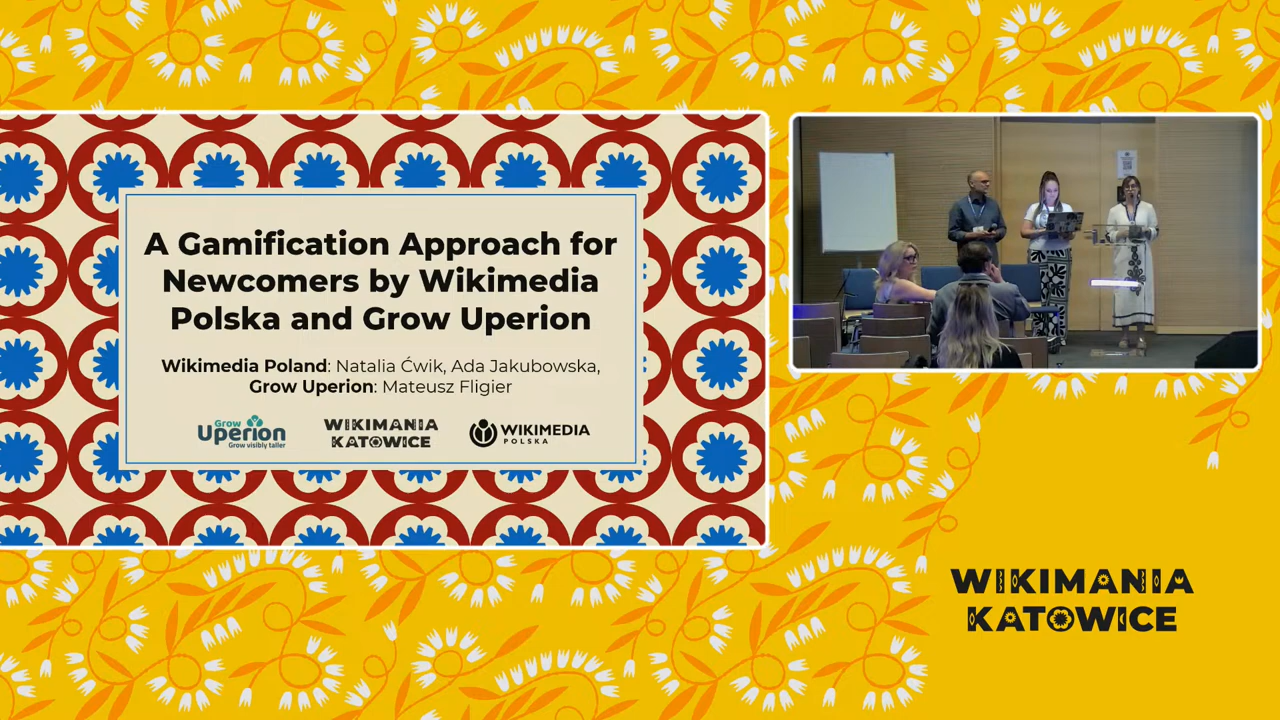 A Gamification Approach for
Newcomers by Wikimedia
Polska and Grow Uperion
Wikimedia Poland: Natalia Ćwik, Ada Jakubowska,
Grow Uperion: Mateusz Fligier
Grow
Uperion
Grow visibly taller
WIKIMANIA
KATOWICE
WIKIMEDIA
POLSKA
WIKIMANIA
KATOWICE